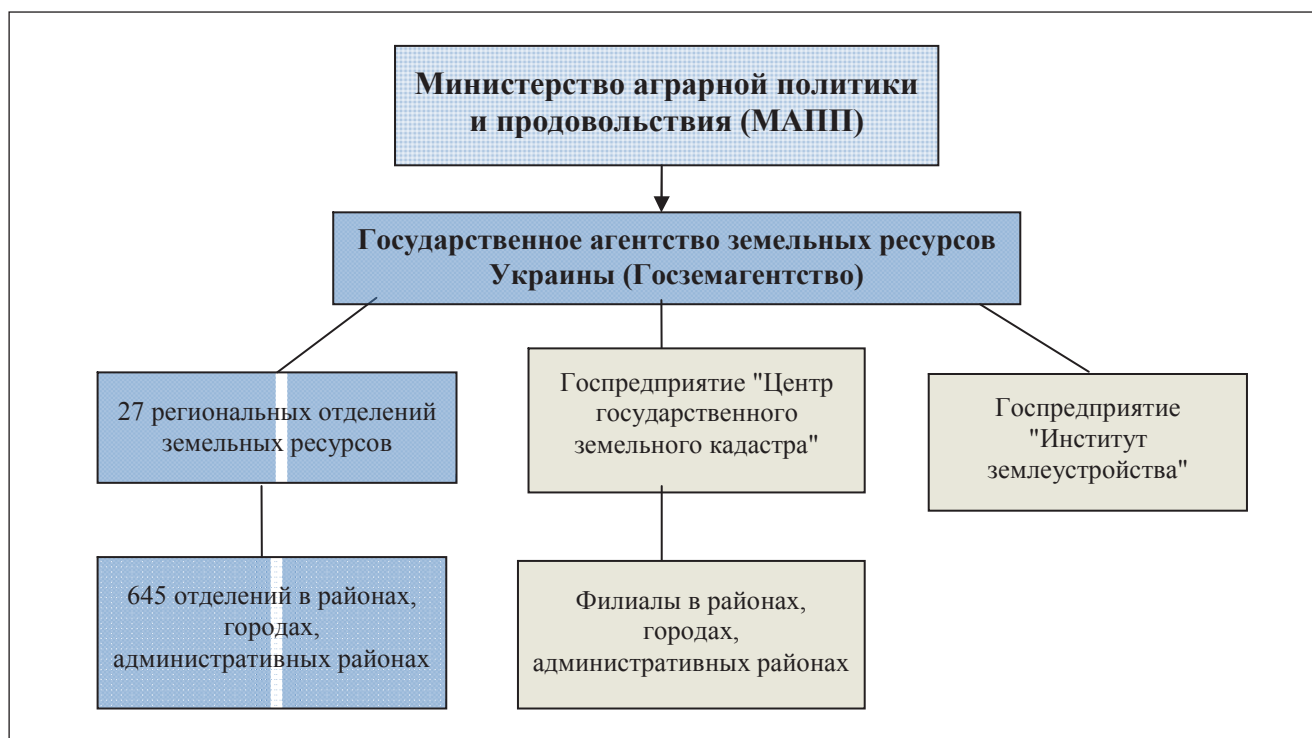 Министерство аграрной политики
и продовольствия (МАПП)
Государственное агентство земельных ресурсов
Украины (Госземагентство)
27 региональных отделений
земельных ресурсов
Госпредприятие "Центр
государственного
земельного кадастра"
Госпредприятие
"Институт
землеустройства"
645 отделений в районах,
городах,
административных районах
Филиалы в районах,
городах,
административных районах